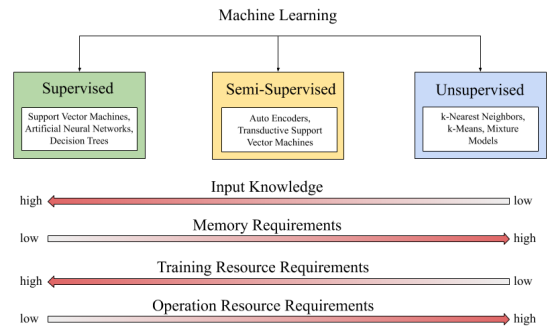 Machine Learning
Supervised
Support Vector Machines,
Artificial Neural Networks,
Decision Trees
Semi-Supervised
Auto Encoders,
Transductive Support
Vector Machines
Unsupervised
k-Nearest Neighbors,
k-Means, Mixture
Models
Input Knowledge
high low
Memory Requirements
low high
Training Resource Requirements
high low
Operation Resource Requirements
low high